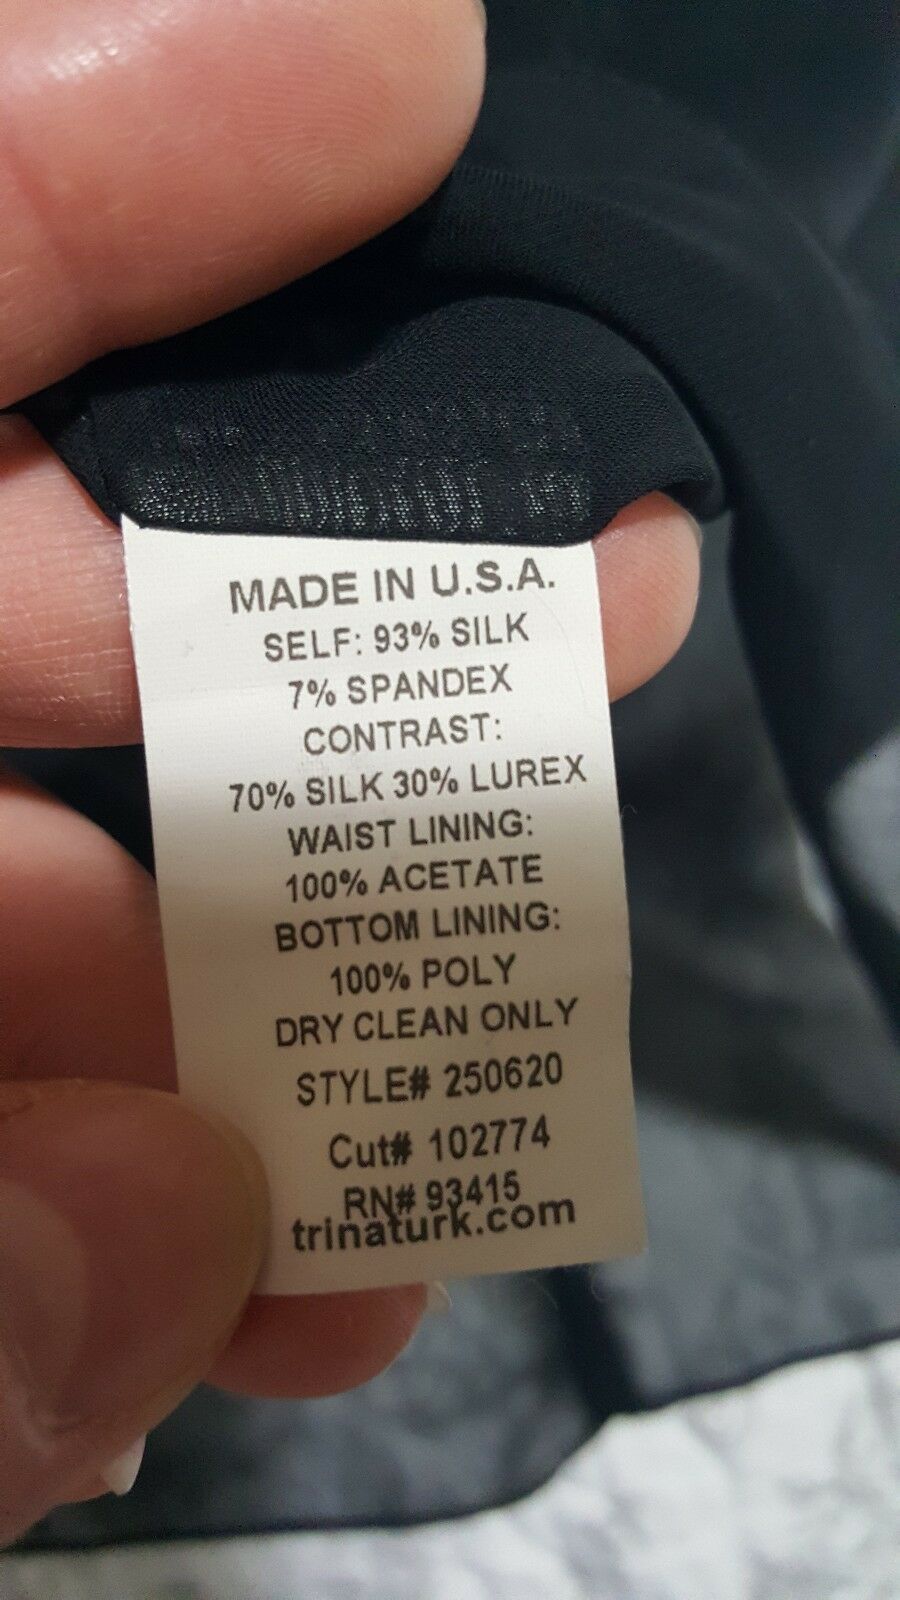 MADE IN U.S.A.
SELF: 93% SILK
7% SPANDEX
CONTRAST:
70% SILK 30% LUREX
WAIST LINING:
100% ACETATE
BOTTOM LINING:
100% POLY
DRY CLEAN ONLY
STYLE# 250620
Cut# 102774
RN# 93415
trinaturk.com